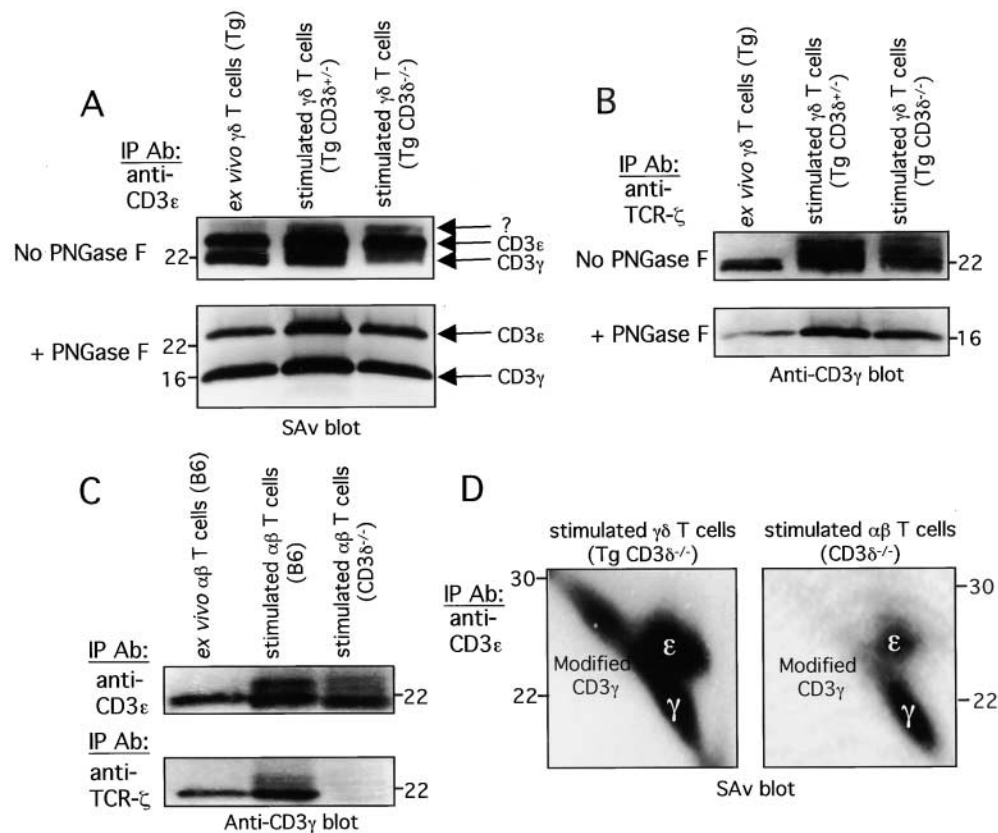 A
IP Ab:
anti-
CD3ε
ex vivo γδ T cells (Tg)
stimulated γδ T cells
(Tg CD3δ+/-)
stimulated γδ T cells
(Tg CD3δ-/-)
No PNGase F
22
?
CD3ε
CD3γ
+ PNGase F
22
16
CD3ε
CD3γ
SAv blot
B
IP Ab:
anti-
TCR-ζ
ex vivo γδ T cells (Tg)
stimulated γδ T cells
(Tg CD3δ+/-)
stimulated γδ T cells
(Tg CD3δ-/-)
No PNGase F
22
+ PNGase F
16
Anti-CD3γ blot
C
ex vivo αβ T cells (B6)
stimulated αβ T cells
(B6)
stimulated αβ T cells
(CD3δ-/-)
IP Ab:
anti-
CD3ε
22
IP Ab:
anti-
TCR-ζ
22
Anti-CD3γ blot
D
stimulated γδ T cells
(Tg CD3δ-/-)
stimulated αβ T cells
(CD3δ-/-)
IP Ab:
anti-
CD3ε
30
22
ε
Modified
CD3γ
γ
ε
Modified
CD3γ
γ
30
22
SAv blot